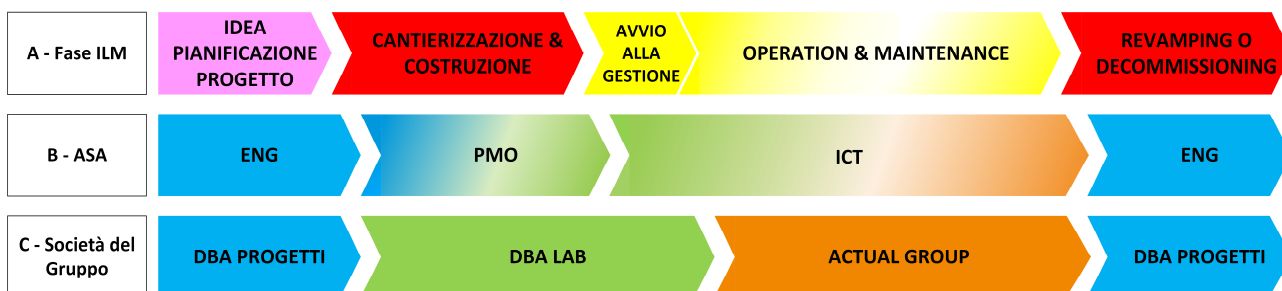 A - Fase ILM
IDEA
PIANIFICAZIONE
PROGETTO
CANTIERIZZAZIONE &
COSTRUZIONE
AVVIO
ALLA
GESTIONE
OPERATION & MAINTENANCE
REVAMPING O
DECOMMISSIONING
B - ASA
ENG
PMO
ICT
ENG
C - Società del
Gruppo
DBA PROGETTI
DBA LAB
ACTUAL GROUP
DBA PROGETTI